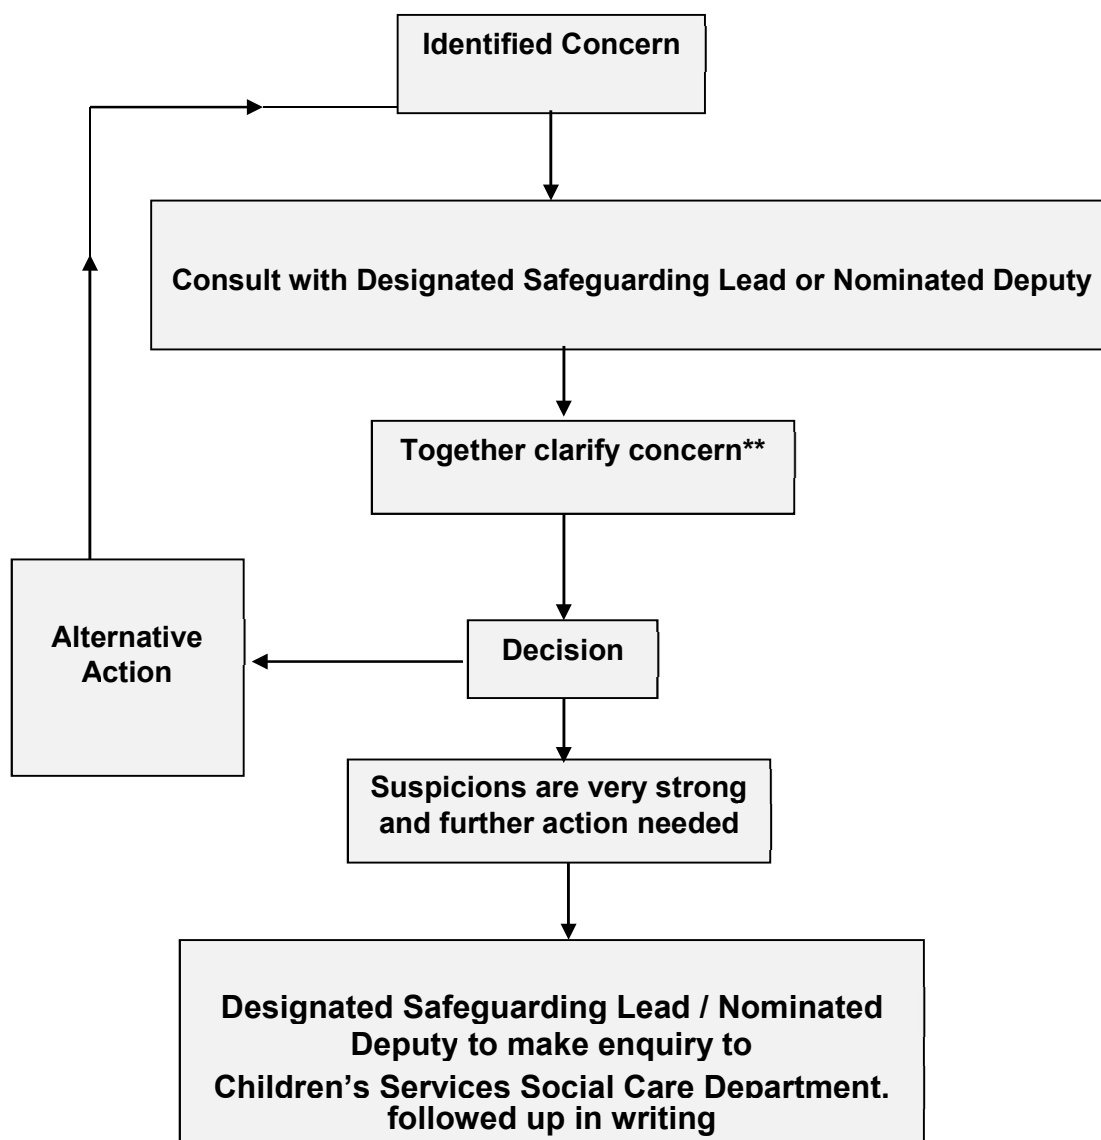 Identified Concern
Consult with Designated Safeguarding Lead or Nominated Deputy
Together clarify concern**
Alternative
Action
Decision
Suspicions are very strong
and further action needed
Designated Safeguarding Lead / Nominated
Deputy to make enquiry to
Children’s Services Social Care Department,
followed up in writing